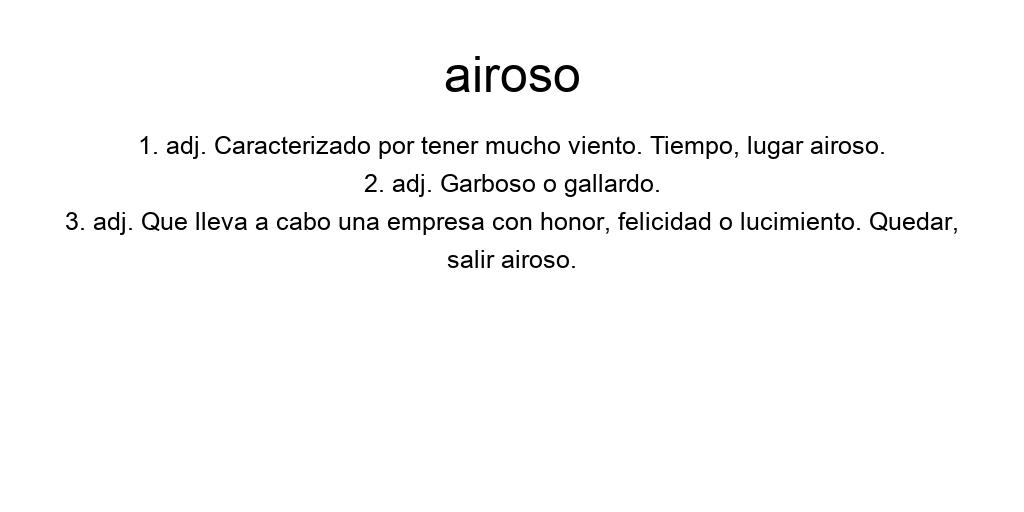 airoso
1. adj. Caracterizado por tener mucho viento. Tiempo, lugar airoso.
2. adj. Garboso o gallardo.
3. adj. Que lleva a cabo una empresa con honor, felicidad o lucimiento. Quedar,
salir airoso.